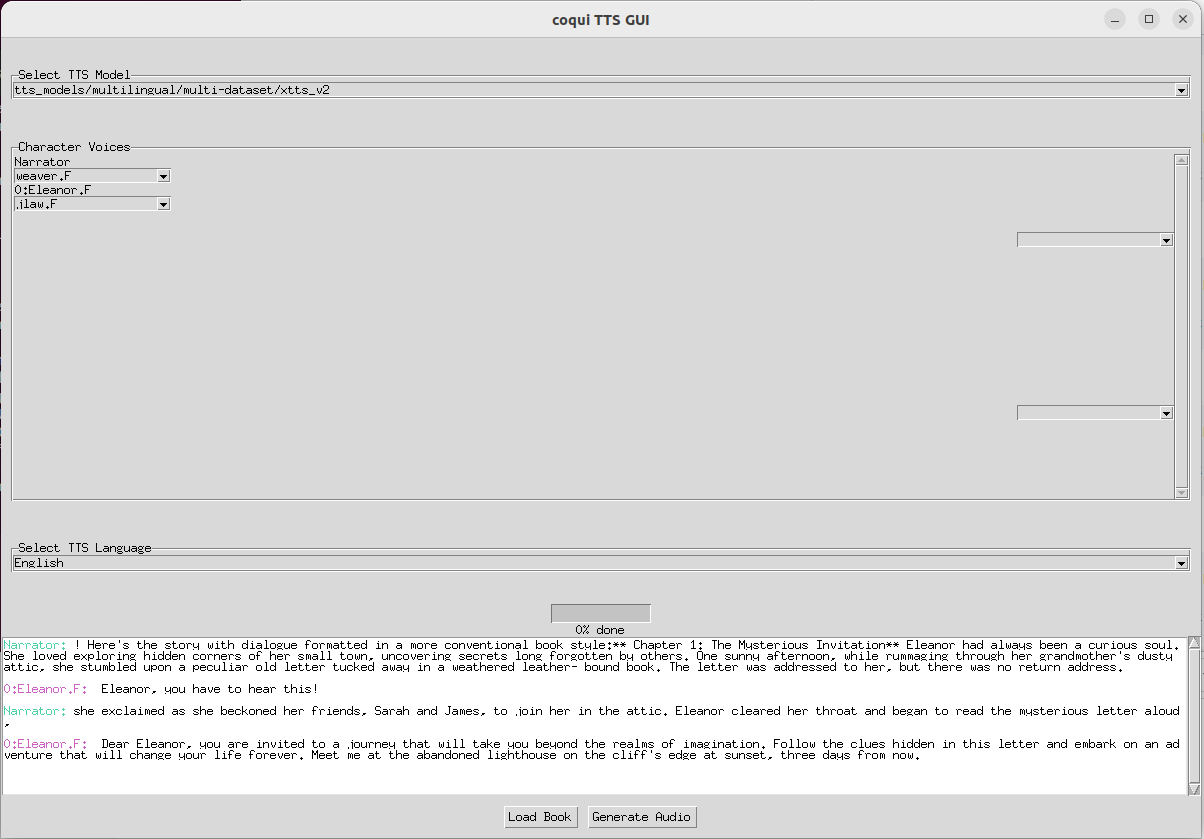 coqui TTS GUI
Select TTS Model
tts_models/multilingual/multi-dataset/xtts_v2
Character Voices
Narrator
weaver.F
0:Eleanor.F
jlaw.F
Select TTS Language
English
0% done
Narrator: ! Here's the story with dialogue formatted in a more conventional book style:** Chapter 1: The Mysterious Invitation** Eleanor had always been a curious soul.
She loved exploring hidden corners of her small town, uncovering secrets long forgotten by others. One sunny afternoon, while rummaging through her grandmother's dusty
attic, she stumbled upon a peculiar old letter tucked away in a weathered leather- bound book. The letter was addressed to her, but there was no return address.
0:Eleanor.F: Eleanor, you have to hear this!
Narrator: she exclaimed as she beckoned her friends, Sarah and James, to join her in the attic. Eleanor cleared her throat and began to read the mysterious letter aloud
,
0:Eleanor.F: Dear Eleanor, you are invited to a journey that will take you beyond the realms of imagination. Follow the clues hidden in this letter and embark on an ad
venture that will change your life forever. Meet me at the abandoned lighthouse on the cliff's edge at sunset, three days from now.
Load Book Generate Audio